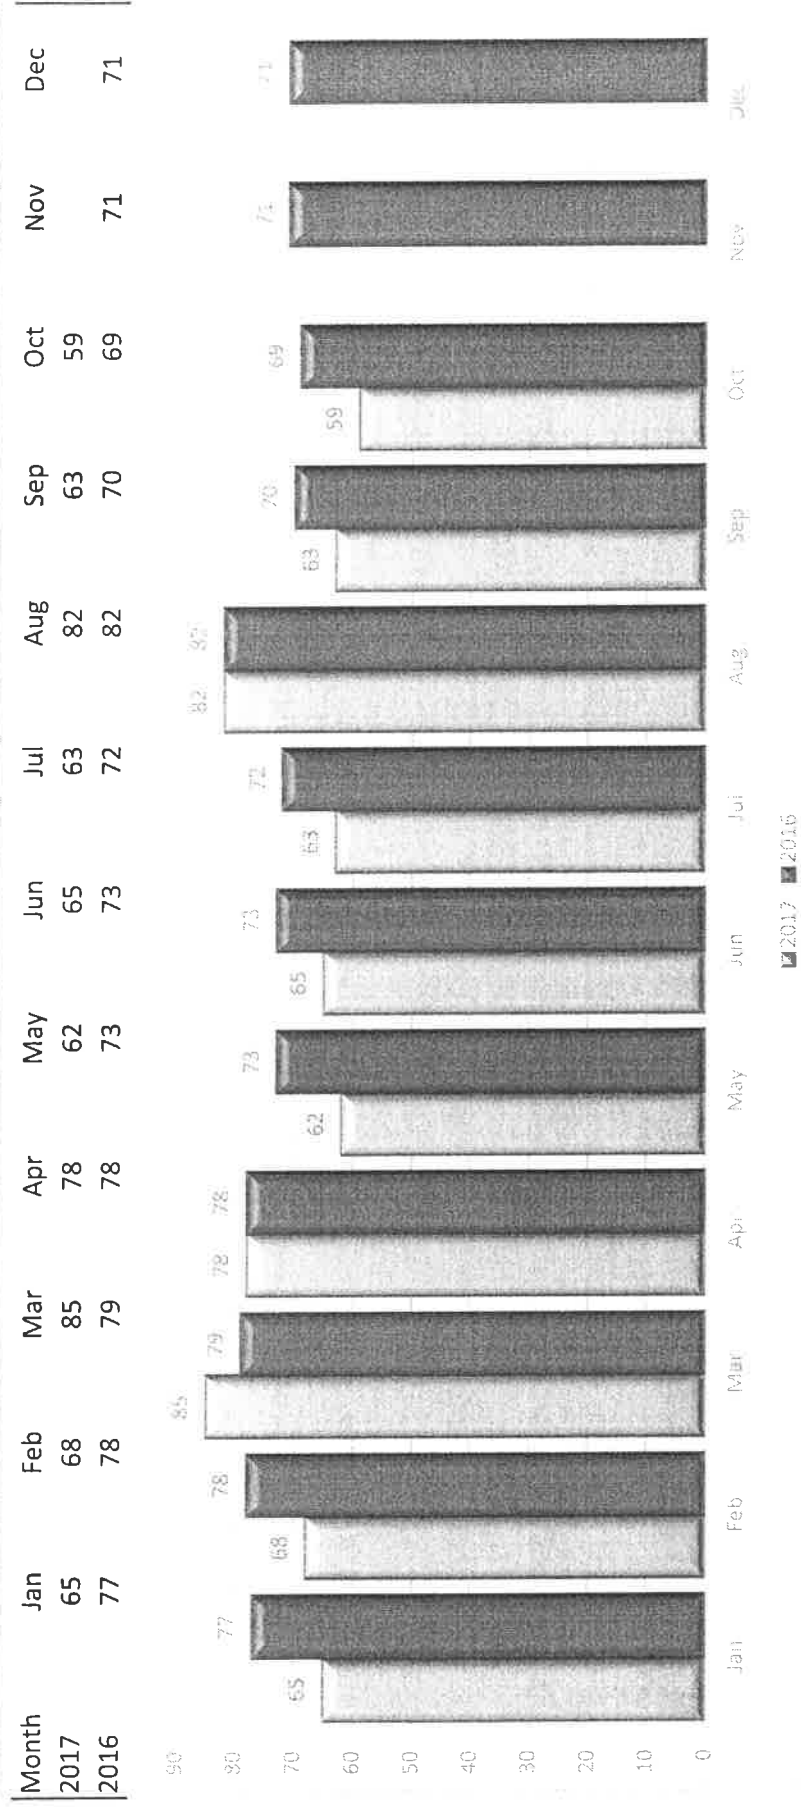 Month Jan Feb Mar Apr May Jun Jul Aug Sep Oct Nov Dec
2017 65 68 85 78 62 65 63 82 63 59
2016 77 78 79 78 73 73 72 82 70 69 71 71
90
80
70
60
50
40
30
20
10
0
65 77 68 78 85 79 78 78 62 73 65 73 63 72 82 82 63 70 59 69 71 71
Jan Feb Mar Apr May Jun Jul Aug Sep Oct Nov Dec
2017 2016